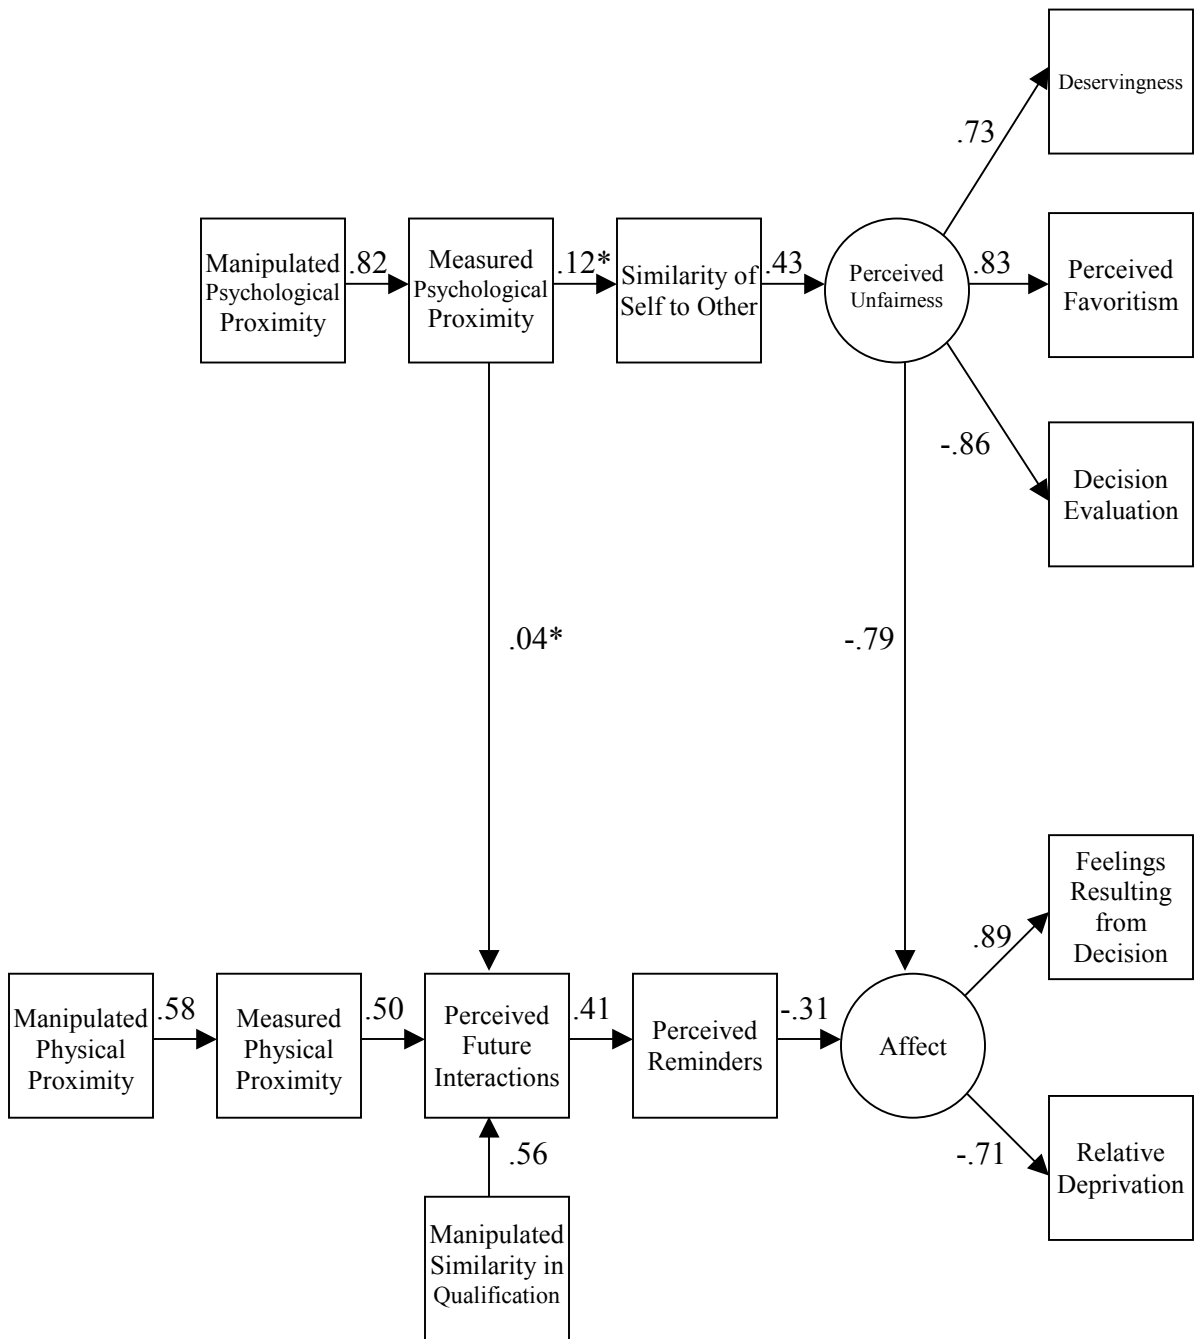 Deservingness
.73
Manipulated
Psychological
Proximity
.82
Measured
Psychological
Proximity
.12*
Similarity of
Self to Other
.43
Perceived
Unfairness
.83
Perceived
Favoritism
-.86
Decision
Evaluation
.04*
-.79
Feelings
Resulting
from
Decision
.89
Manipulated
Physical
Proximity
.58
Measured
Physical
Proximity
.50
Perceived
Future
Interactions
.41
Perceived
Reminders
-.31
Affect
-.71
Relative
Deprivation
.56
Manipulated
Similarity in
Qualification